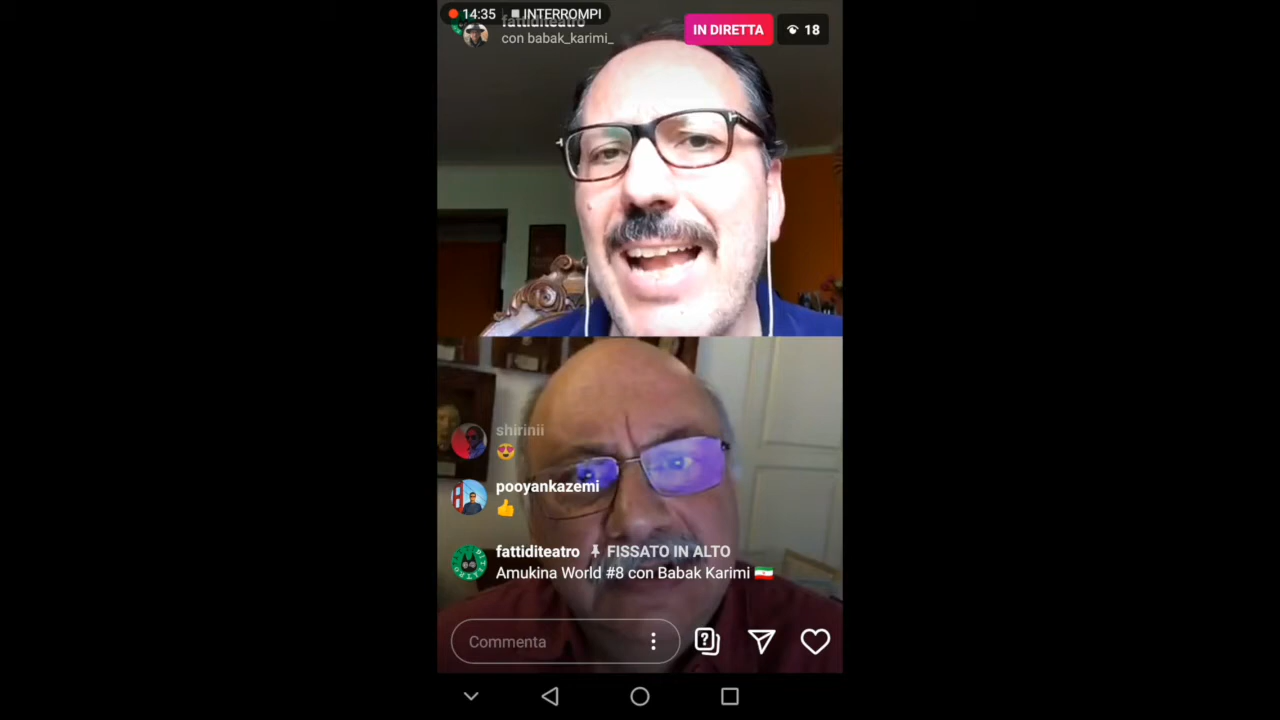 14:35 INTERROMPI
fattiditeatro
con babak_karimi_
IN DIRETTA
18
shirinii
pooyankazemi
fattiditeatro FISSATO IN ALTO
Amukina World #8 con Babak Karimi
Commenta